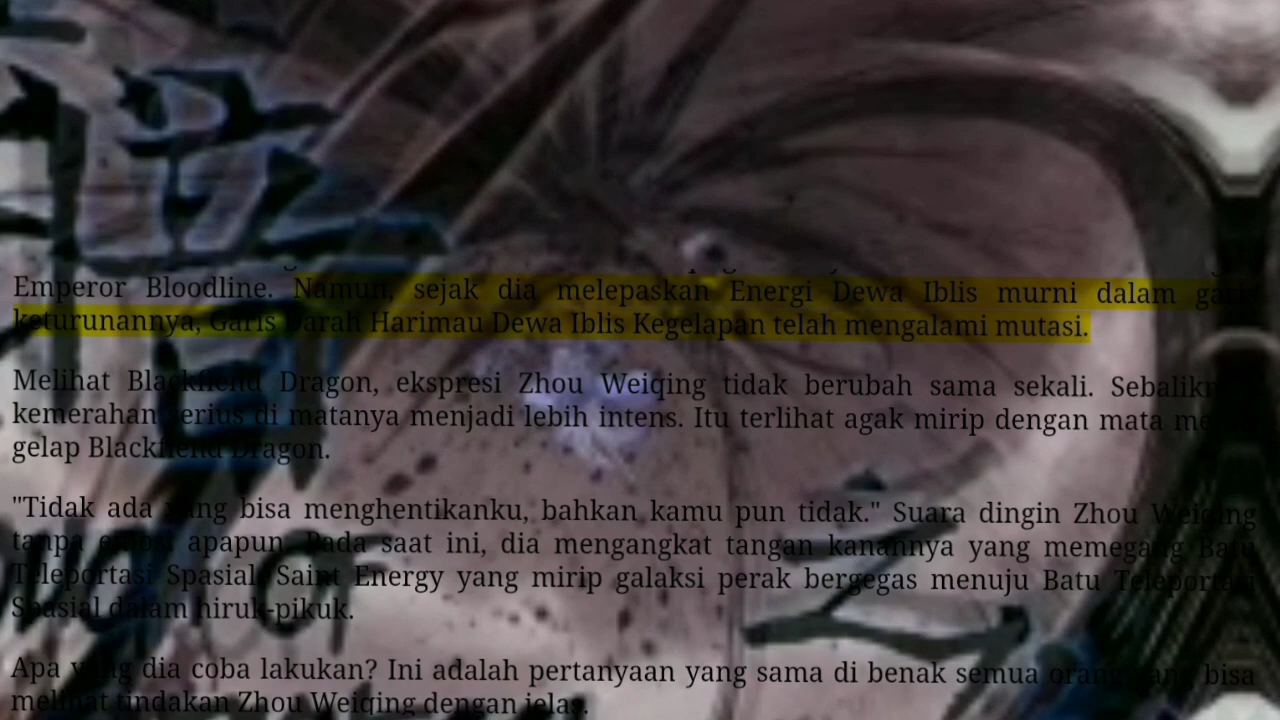 Emperor Bloodline. Namun, sejak dia melepaskan Energi Dewa Iblis murni dalam garis
keturunannya, Garis Darah Harimau Dewa Iblis Kegelapan telah mengalami mutasi.
Melihat Blackfiend Dragon, ekspresi Zhou Weiqing tidak berubah sama sekali.
kemerahan serius di matanya menjadi lebih intens. Itu terlihat agak mirip dengan mata
gelap Blackfiend Dragon.
"Tidak ada yang bisa menghentikanku, bahkan kamu pun tidak." Suara dingin Zhou Weiqing
tanpa emosi apapun. Pada saat ini, dia mengangkat tangan kanannya yang memegang Batu
Teleportasi Spasial. Saint Energy yang mirip galaksi perak bergegas menuju Batu Teleportasi
Spasial dalam hiruk-pikuk.
Apa yang dia coba lakukan? Ini adalah pertanyaan yang sama di benak semua orang yang bisa
melihat tindakan Zhou Weiqing dengan jelas.